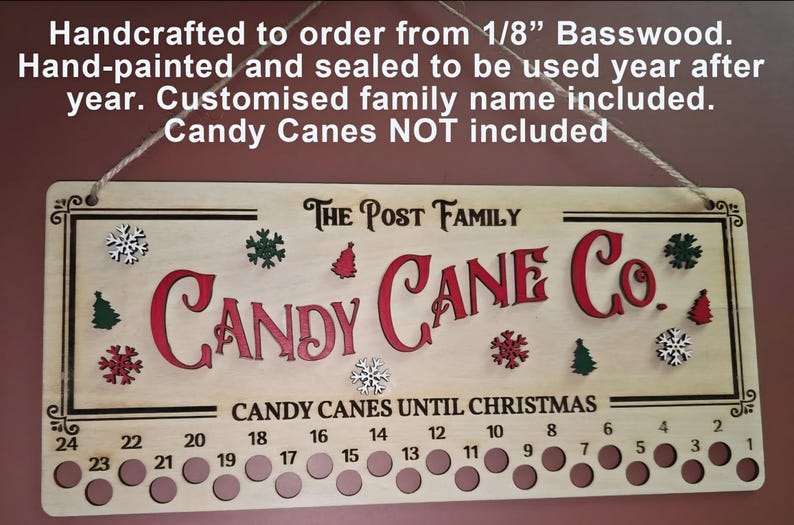 Handcrafted to order from 1/8” Basswood.
Hand-painted and sealed to be used year after
year. Customised family name included.
Candy Canes NOT included
The Post Family
Candy Cane Co.
CANDY CANES UNTIL CHRISTMAS
24 22 20 18 16 14 12 10 8 6 4 2
23 21 19 17 15 13 11 9 7 5 3 1